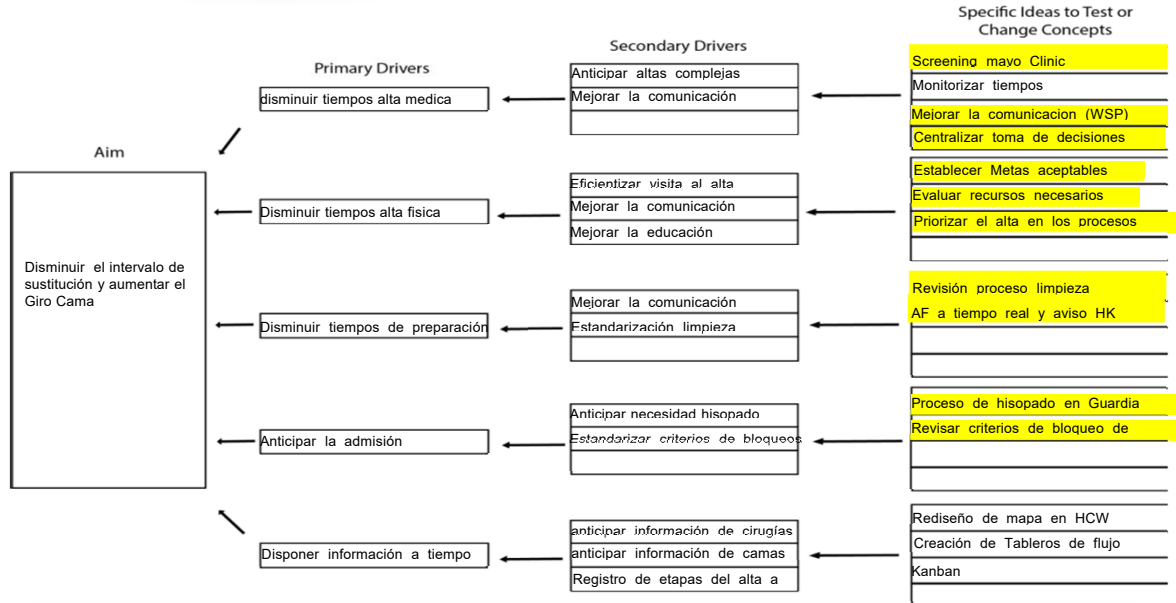 Specific Ideas to Test or
Change Concepts
Secondary Drivers
Primary Drivers
Aim
Disminuir el intervalo de
sustitución y aumentar el
Giro Cama
disminuir tiempos alta medica
Anticipar altas complejas
Mejorar la comunicación
Screening mayo Clinic
Monitorizar tiempos
Mejorar la comunicacion (WSP)
Centralizar toma de decisiones
Disminuir tiempos alta fisica
Eficientizar visita al alta
Mejorar la comunicación
Mejorar la educación
Establecer Metas aceptables
Evaluar recursos necesarios
Priorizar el alta en los procesos
Disminuir tiempos de preparación
Mejorar la comunicación
Estandarización limpieza
Revisión proceso limpieza
AF a tiempo real y aviso HK
Anticipar la admisión
Anticipar necesidad hisopado
Estandarizar criterios de bloqueos
Proceso de hisopado en Guardia
Revisar criterios de bloqueo de
Disponer información a tiempo
anticipar información de cirugías
anticipar información de camas
Registro de etapas del alta a
Rediseño de mapa en HCW
Creación de Tableros de flujo
Kanban